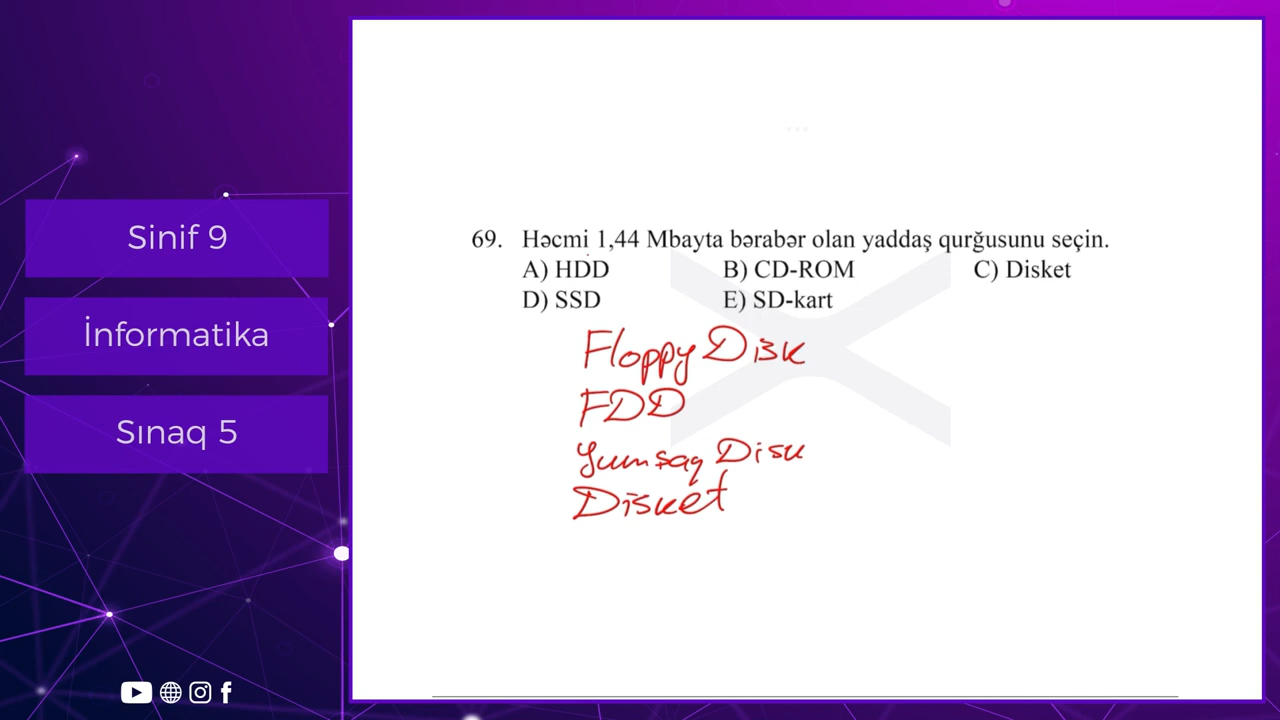 Sinif 9
İnformatika
Sınaq 5
69. Həcmi 1,44 Mbayta bərabər olan yaddaş qurğusunu seçin.
A) HDD B) CD-ROM C) Disket
D) SSD E) SD-kart
Floppy Disk
FDD
Yumşaq Disk
Disket